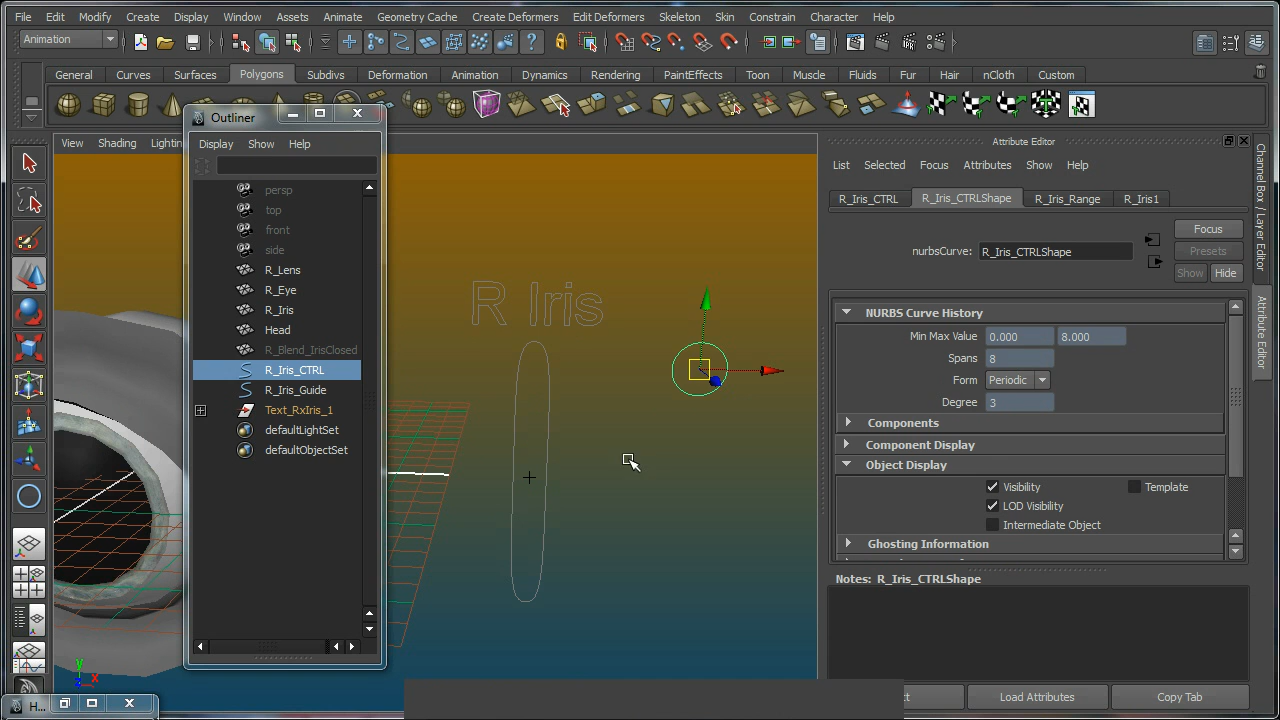 File Edit Modify Create Display Window Assets Animate Geometry Cache Create Deformers Edit Deformers Skeleton Skin Constrain Character Help
Animation
General Curves Surfaces Polygons Subdivs Deformation Animation Dynamics Rendering PaintEffects Toon Muscle Fluids Fur Hair nCloth Custom
Outliner
View Shading Lightin
Display Show Help
persp
top
front
side
R_Lens
R_Eye
R_Iris
Head
R_Blend_IrisClosed
R_Iris_CTRL
R_Iris_Guide
Text_RxIris_1
defaultLightSet
defaultObjectSet
R Iris
y
x
z
H...
Attribute Editor
List Selected Focus Attributes Show Help
R_Iris_CTRL R_Iris_CTRLShape R_Iris_Range R_Iris1
Focus
nurbsCurve: R_Iris_CTRLShape
Presets
Show Hide
NURBS Curve History
Min Max Value 0.000 8.000
Spans 8
Form Periodic
Degree 3
Components
Component Display
Object Display
Visibility Template
LOD Visibility
Intermediate Object
Ghosting Information
Notes: R_Iris_CTRLShape
Load Attributes Copy Tab
Channel Box / Layer Editor
Attribute Editor